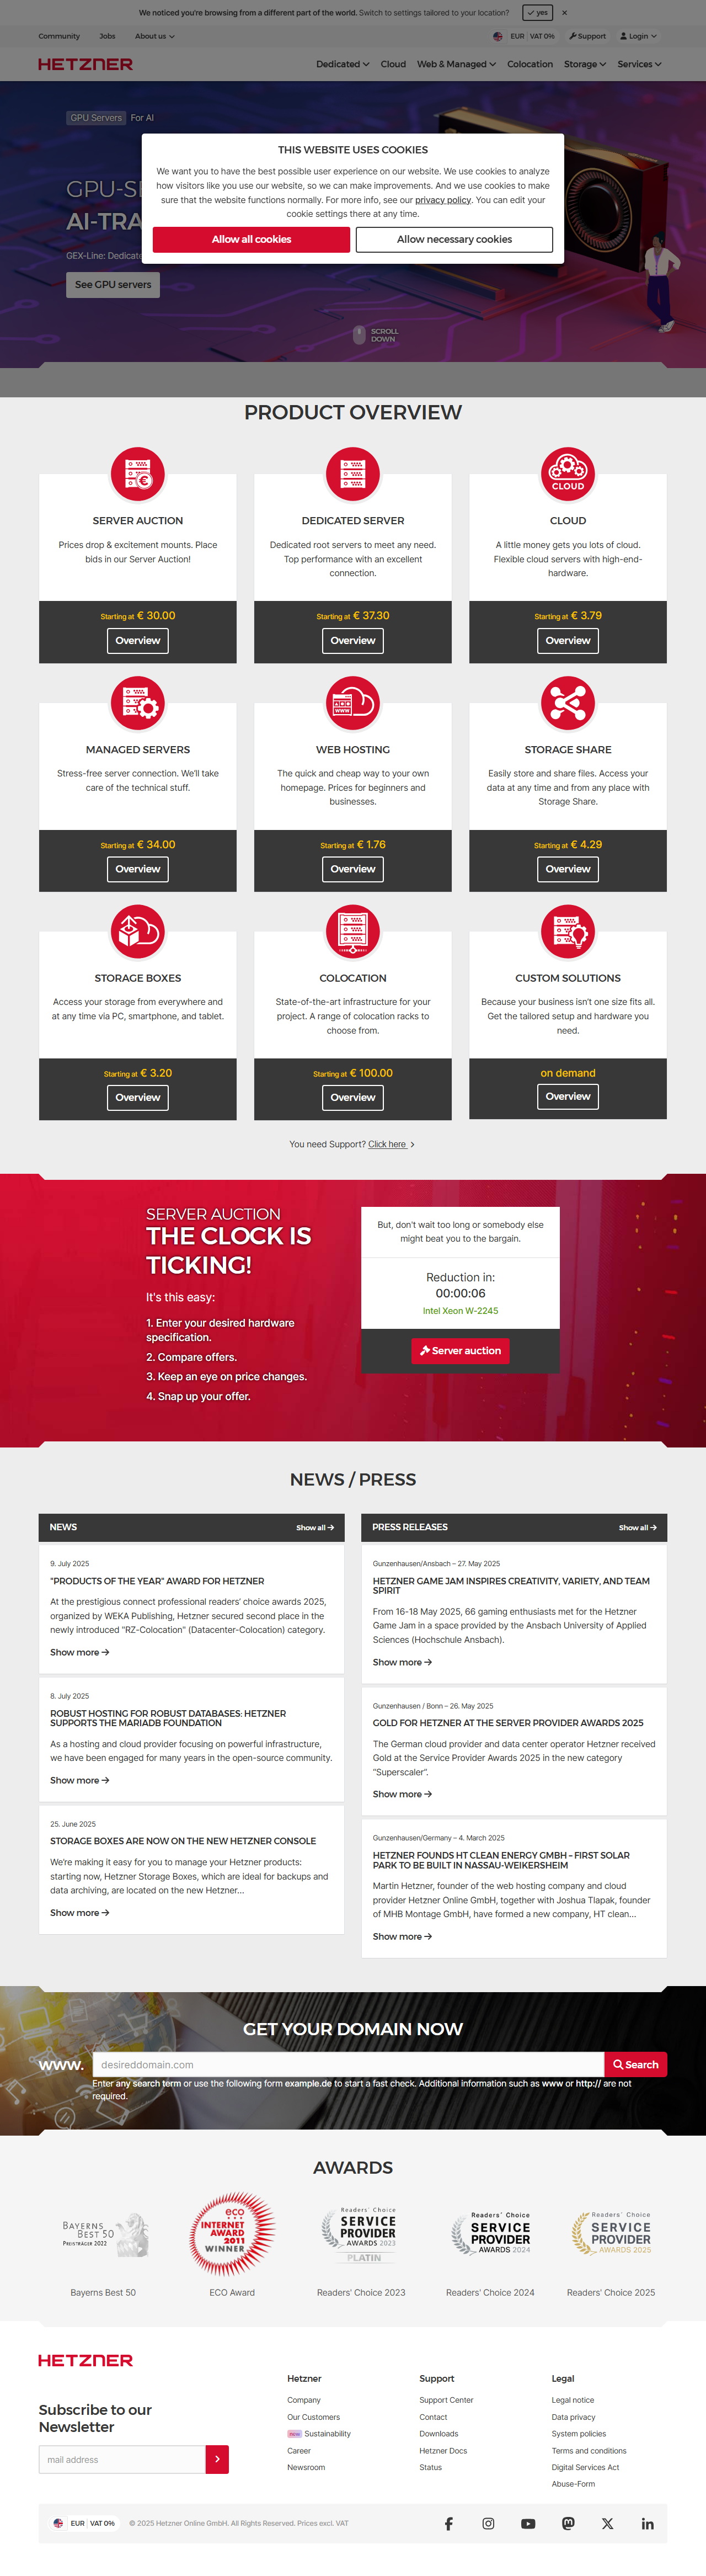 We noticed you're browsing from a different part of the world. Switch to settings tailored to your location?
yes
Community
Jobs
About us
EUR
VAT 0%
Support
Login
HETZNER
Dedicated
Cloud
Web & Managed
Colocation
Storage
Services
GPU Servers
For AI
THIS WEBSITE USES COOKIES
We want you to have the best possible user experience on our website. We use cookies to analyze
how visitors like you use our website, so we can make improvements. And we use cookies to make
sure that the website functions normally. For more info, see our privacy policy. You can edit your
cookie settings there at any time.
Allow all cookies
Allow necessary cookies
GPU-S
AI-TRA
GEX-Line: Dedicat
See GPU servers
SCROLL
DOWN
PRODUCT OVERVIEW
SERVER AUCTION
Prices drop & excitement mounts. Place
bids in our Server Auction!
Starting at € 30.00
Overview
DEDICATED SERVER
Dedicated root servers to meet any need.
Top performance with an excellent
connection.
Starting at € 37.30
Overview
CLOUD
CLOUD
A little money gets you lots of cloud.
Flexible cloud servers with high-end-
hardware.
Starting at € 3.79
Overview
MANAGED SERVERS
Stress-free server connection. We'll take
care of the technical stuff.
Starting at € 34.00
Overview
WWW
WEB HOSTING
The quick and cheap way to your own
homepage. Prices for beginners and
businesses.
Starting at € 1.76
Overview
STORAGE SHARE
Easily store and share files. Access your
data at any time and from any place with
Storage Share.
Starting at € 4.29
Overview
STORAGE BOXES
Access your storage from everywhere and
at any time via PC, smartphone, and tablet.
Starting at € 3.20
Overview
COLOCATION
State-of-the-art infrastructure for your
project. A range of colocation racks to
choose from.
Starting at € 100.00
Overview
CUSTOM SOLUTIONS
Because your business isn't one size fits all.
Get the tailored setup and hardware you
need.
on demand
Overview
You need Support? Click here
SERVER AUCTION
THE CLOCK IS
TICKING!
It's this easy:
1. Enter your desired hardware
specification.
2. Compare offers.
3. Keep an eye on price changes.
4. Snap up your offer.
But, don't wait too long or somebody else
might beat you to the bargain.
Reduction in:
00:00:06
Intel Xeon W-2245
Server auction
NEWS / PRESS
NEWS
Show all
9. July 2025
"PRODUCTS OF THE YEAR" AWARD FOR HETZNER
At the prestigious connect professional readers' choice awards 2025,
organized by WEKA Publishing, Hetzner secured second place in the
newly introduced "RZ-Colocation" (Datacenter-Colocation) category.
Show more
8. July 2025
ROBUST HOSTING FOR ROBUST DATABASES: HETZNER
SUPPORTS THE MARIADB FOUNDATION
As a hosting and cloud provider focusing on powerful infrastructure,
we have been engaged for many years in the open-source community.
Show more
25. June 2025
STORAGE BOXES ARE NOW ON THE NEW HETZNER CONSOLE
We're making it easy for you to manage your Hetzner products:
starting now, Hetzner Storage Boxes, which are ideal for backups and
data archiving, are located on the new Hetzner...
Show more
PRESS RELEASES
Show all
Gunzenhausen/Ansbach – 27. May 2025
HETZNER GAME JAM INSPIRES CREATIVITY, VARIETY, AND TEAM
SPIRIT
From 16-18 May 2025, 66 gaming enthusiasts met for the Hetzner
Game Jam in a space provided by the Ansbach University of Applied
Sciences (Hochschule Ansbach).
Show more
Gunzenhausen / Bonn – 26. May 2025
GOLD FOR HETZNER AT THE SERVER PROVIDER AWARDS 2025
The German cloud provider and data center operator Hetzner received
Gold at the Service Provider Awards 2025 in the new category
"Superscaler".
Show more
Gunzenhausen/Germany – 4. March 2025
HETZNER FOUNDS HT CLEAN ENERGY GMBH – FIRST SOLAR
PARK TO BE BUILT IN NASSAU-WEIKERSHEIM
Martin Hetzner, founder of the web hosting company and cloud
provider Hetzner Online GmbH, together with Joshua Tlapak, founder
of MHB Montage GmbH, have formed a new company, HT clean...
Show more
GET YOUR DOMAIN NOW
www.
desireddomain.com
Search
Enter any search term or use the following form example.de to start a fast check. Additional information such as www or http:// are not
required.
AWARDS
BAYERNS
BEST 50
PREISTRÄGER 2022
Bayerns Best 50
eco
INTERNET
AWARD
2011
WINNER
ECO Award
Readers' Choice
SERVICE
PROVIDER
AWARDS 2023
PLATIN
Readers' Choice 2023
Readers' Choice
SERVICE
PROVIDER
AWARDS 2024
Readers' Choice 2024
Readers' Choice
SERVICE
PROVIDER
AWARDS 2025
Readers' Choice 2025
HETZNER
Subscribe to our
Newsletter
mail address
Hetzner
Company
Our Customers
new Sustainability
Career
Newsroom
Support
Support Center
Contact
Downloads
Hetzner Docs
Status
Legal
Legal notice
Data privacy
System policies
Terms and conditions
Digital Services Act
Abuse-Form
EUR
VAT 0%
© 2025 Hetzner Online GmbH. All Rights Reserved. Prices excl. VAT